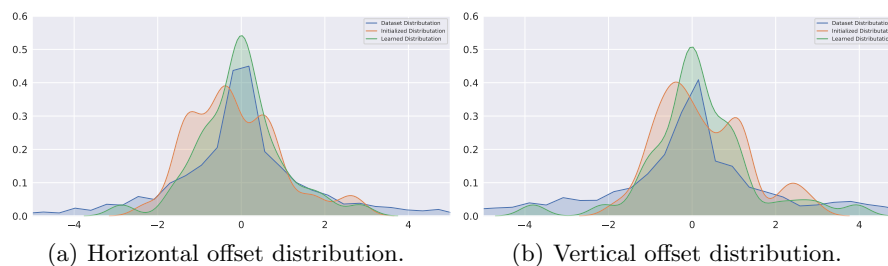 0.6
0.5
0.4
0.3
0.2
0.1
0.0
−4 −2 0 2 4
Dataset Distributation
Initialized Distributation
Learned Distributation
(a) Horizontal offset distribution.
0.6
0.5
0.4
0.3
0.2
0.1
0.0
−4 −2 0 2 4
Dataset Distributation
Initialized Distributation
Learned Distributation
(b) Vertical offset distribution.